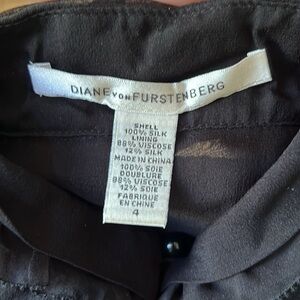 DIANE VON FURSTENBERG
SHELL
100% SILK
LINING
88% VISCOSE
12% SILK
MADE IN CHINA
100% SOIE
DOUBLURE
88% VISCOSE
12% SOIE
FABRIQUE
EN CHINE
4